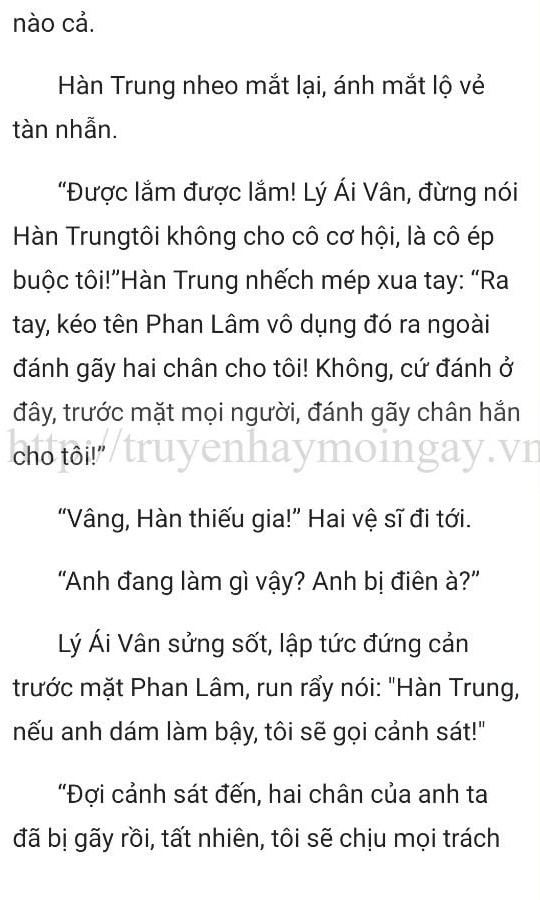 nào cả.
Hàn Trung nheo mắt lại, ánh mắt lộ vẻ
tàn nhẫn.
“Được lắm được lắm! Lý Ái Vân, đừng nói
Hàn Trungtôi không cho cô cơ hội, là cô ép
buộc tôi!”Hàn Trung nhếch mép xua tay: “Ra
tay, kéo tên Phan Lâm vô dụng đó ra ngoài
đánh gãy hai chân cho tôi! Không, cứ đánh ở
đây, trước mặt mọi người, đánh gãy chân hắn
cho tôi!”
http://truyenhaymoingay.vn
“Vâng, Hàn thiếu gia!” Hai vệ sĩ đi tới.
“Anh đang làm gì vậy? Anh bị điên à?”
Lý Ái Vân sửng sốt, lập tức đứng cản
trước mặt Phan Lâm, run rẩy nói: "Hàn Trung,
nếu anh dám làm bậy, tôi sẽ gọi cảnh sát!"
“Đợi cảnh sát đến, hai chân của anh ta
đã bị gãy rồi, tất nhiên, tôi sẽ chịu mọi trách